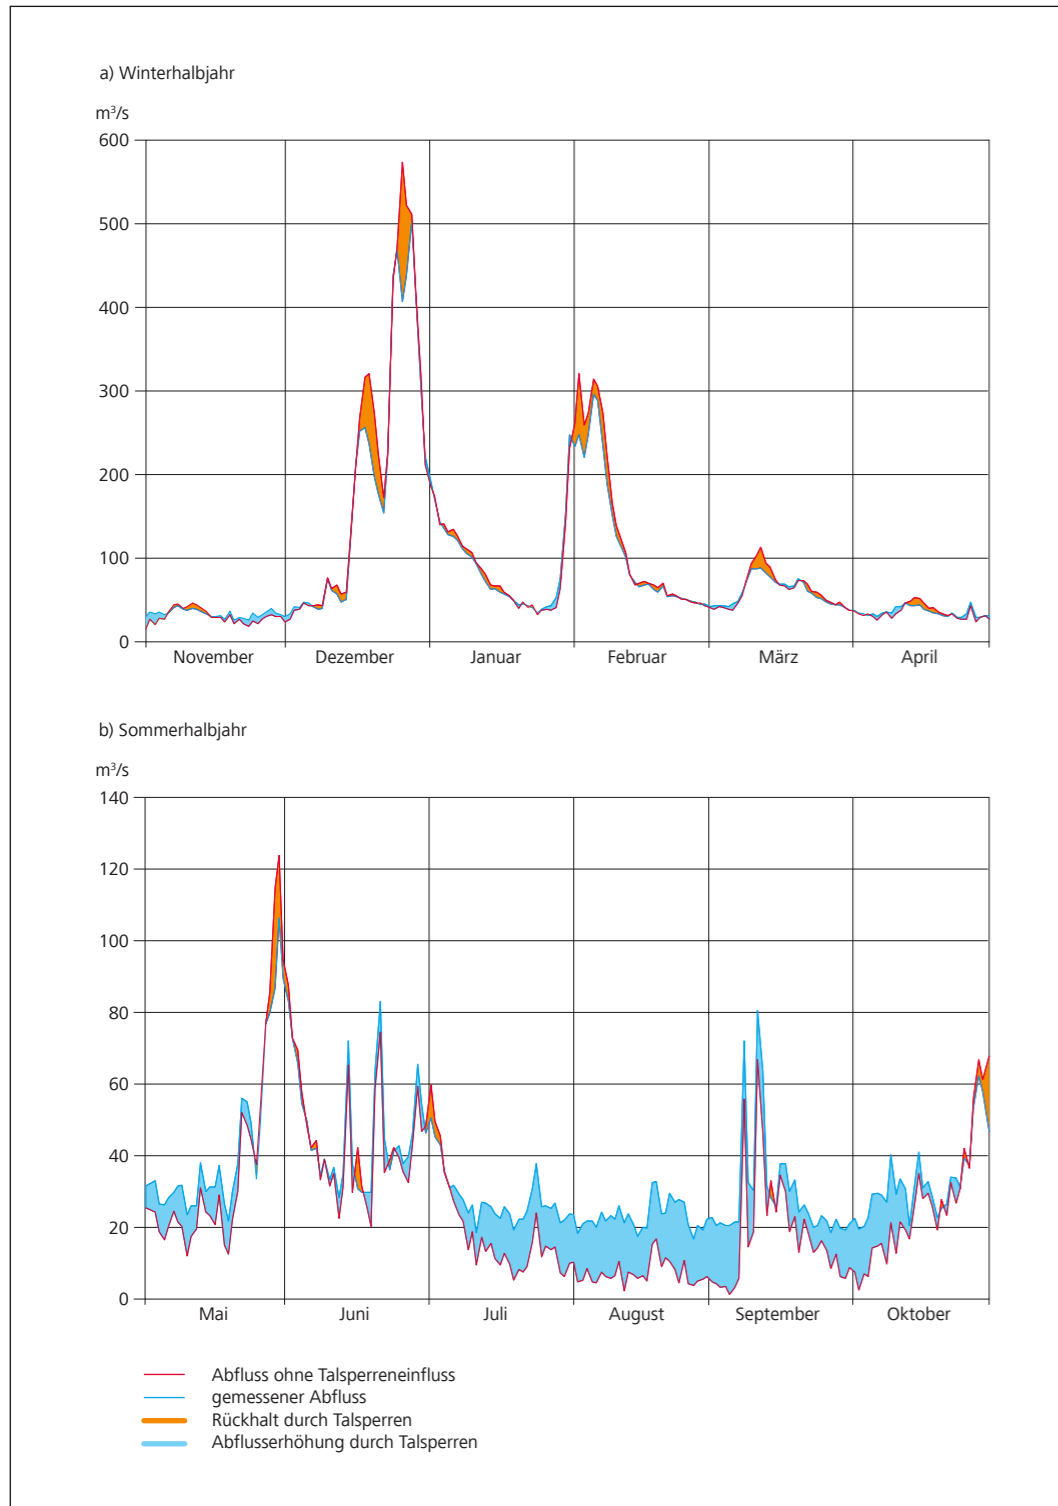 a) Winterhalbjahr
m³/s
600
500
400
300
200
100
0
November Dezember Januar Februar März April
b) Sommerhalbjahr
m³/s
140
120
100
80
60
40
20
0
Mai Juni Juli August September Oktober
Abfluss ohne Talsperreneinfluss
gemessener Abfluss
Rückhalt durch Talsperren
Abflusserhöhung durch Talsperren